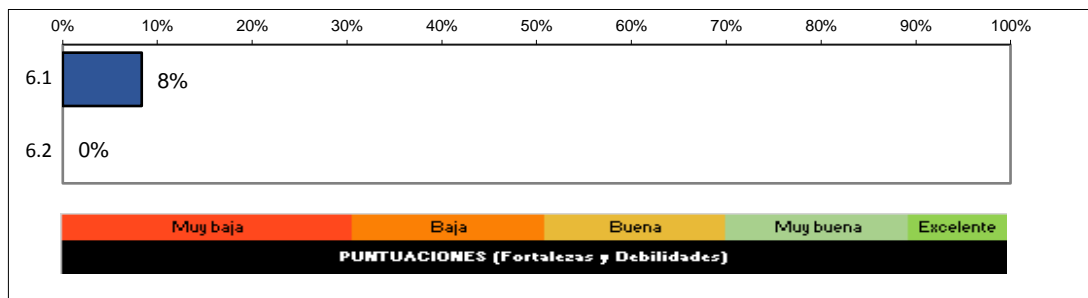 0% 10% 20% 30% 40% 50% 60% 70% 80% 90% 100%
6.1 8%
6.2 0%
Muy baja Baja Buena Muy buena Excelente
PUNTUACIONES (Fortalezas y Debilidades)